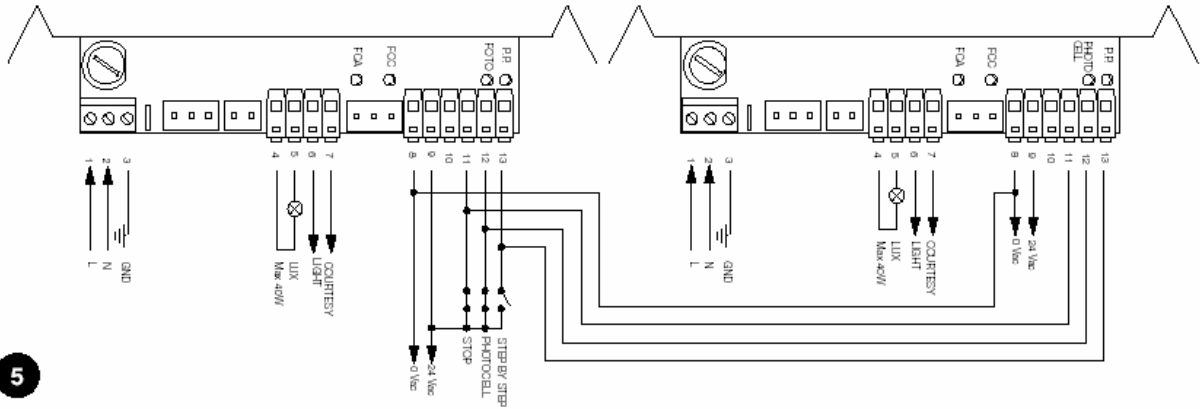 FCA FCC FOTO P.P.
1 2 3 4 5 6 7 8 9 10 11 12 13
L N GND
Max 40W LUX LIGHT COURTESY
0 Vac 24 Vac STOP PHOTOCELL STEP BY STEP
FCA FCC PHOTO CELL P.P.
1 2 3 4 5 6 7 8 9 10 11 12 13
L N GND
Max 40W LUX LIGHT COURTESY
0 Vac 24 Vac
5